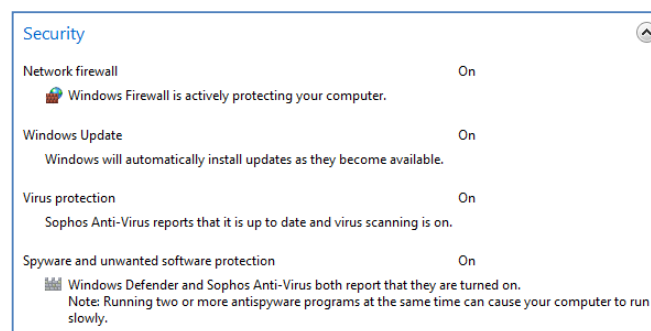 Security
Network firewall On
Windows Firewall is actively protecting your computer.
Windows Update On
Windows will automatically install updates as they become available.
Virus protection On
Sophos Anti-Virus reports that it is up to date and virus scanning is on.
Spyware and unwanted software protection On
Windows Defender and Sophos Anti-Virus both report that they are turned on.
Note: Running two or more antispyware programs at the same time can cause your computer to run
slowly.